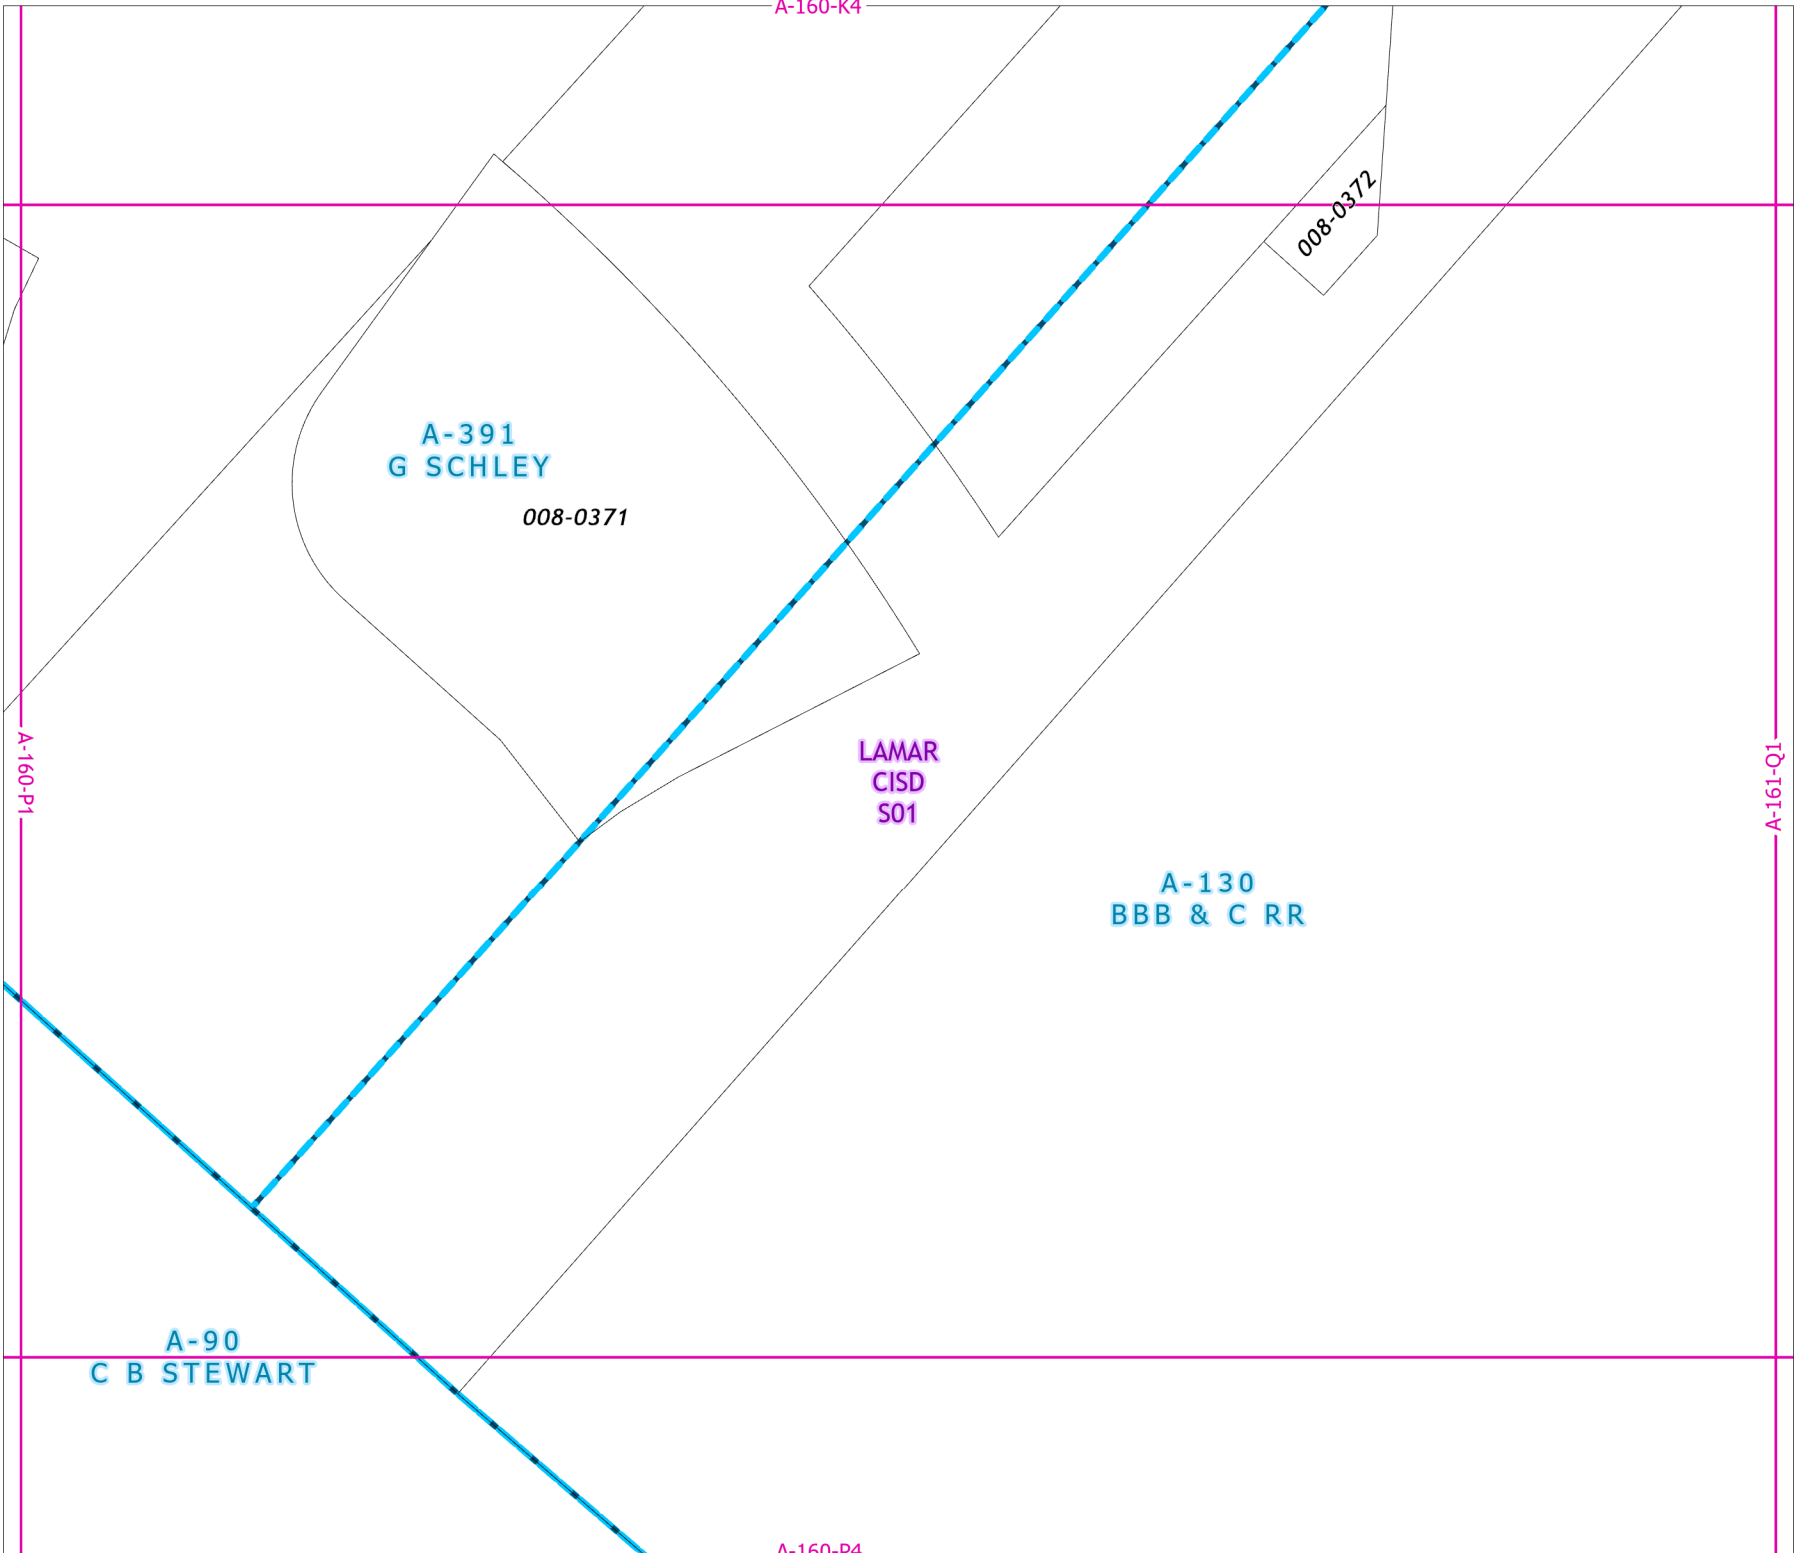 A-160-K4
008-0372
A-391
G SCHLEY
008-0371
A-160-P1
LAMAR
CISD
S01
A-161-Q1
A-130
BBB & C RR
A-90
C B STEWART
A-160-P4